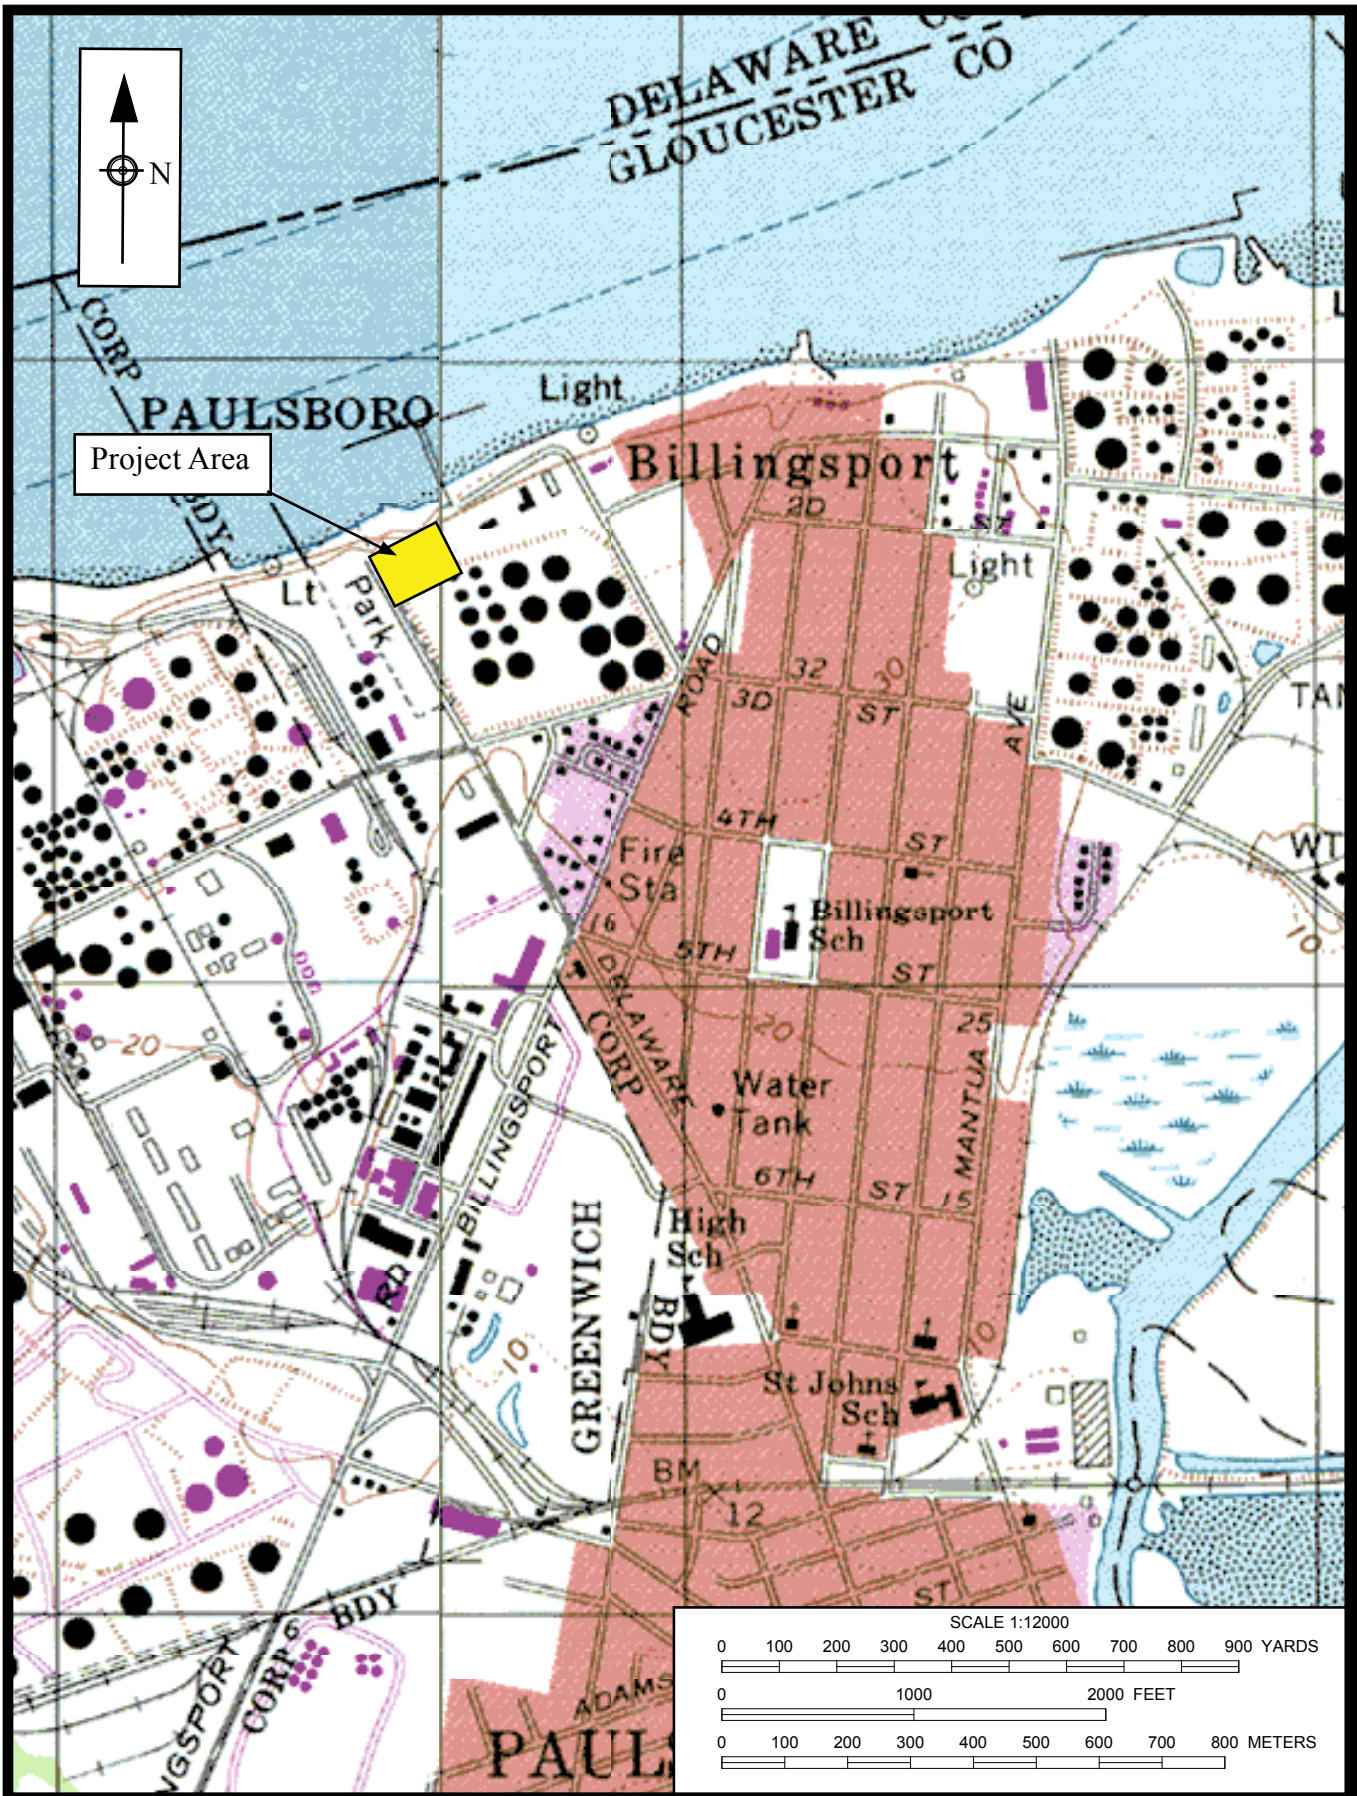 DELAWARE CO
GLOUCESTER CO
N
CORP
PAULSBORO
Light
Project Area
Billingsport
BDY
2D
ST
Light
Lt
Park
ROAD
32
30
3D
ST
AVE
TAN
4TH
ST
WT
Fire
Sta
Billingsport
Sch
16
5TH
ST
10
DELAWARE
CORP
20
20
25
BILLINGSPORT
Water
Tank
MANTUA
6TH
ST
15
High
Sch
GREENWICH
RD
BDY
10
10
St Johns
Sch
BM
12
ST
BDY
6
CORP
NGSPORT
ADAMS
PAULS
SCALE 1:12000
0 100 200 300 400 500 600 700 800 900 YARDS
0 1000 2000 FEET
0 100 200 300 400 500 600 700 800 METERS